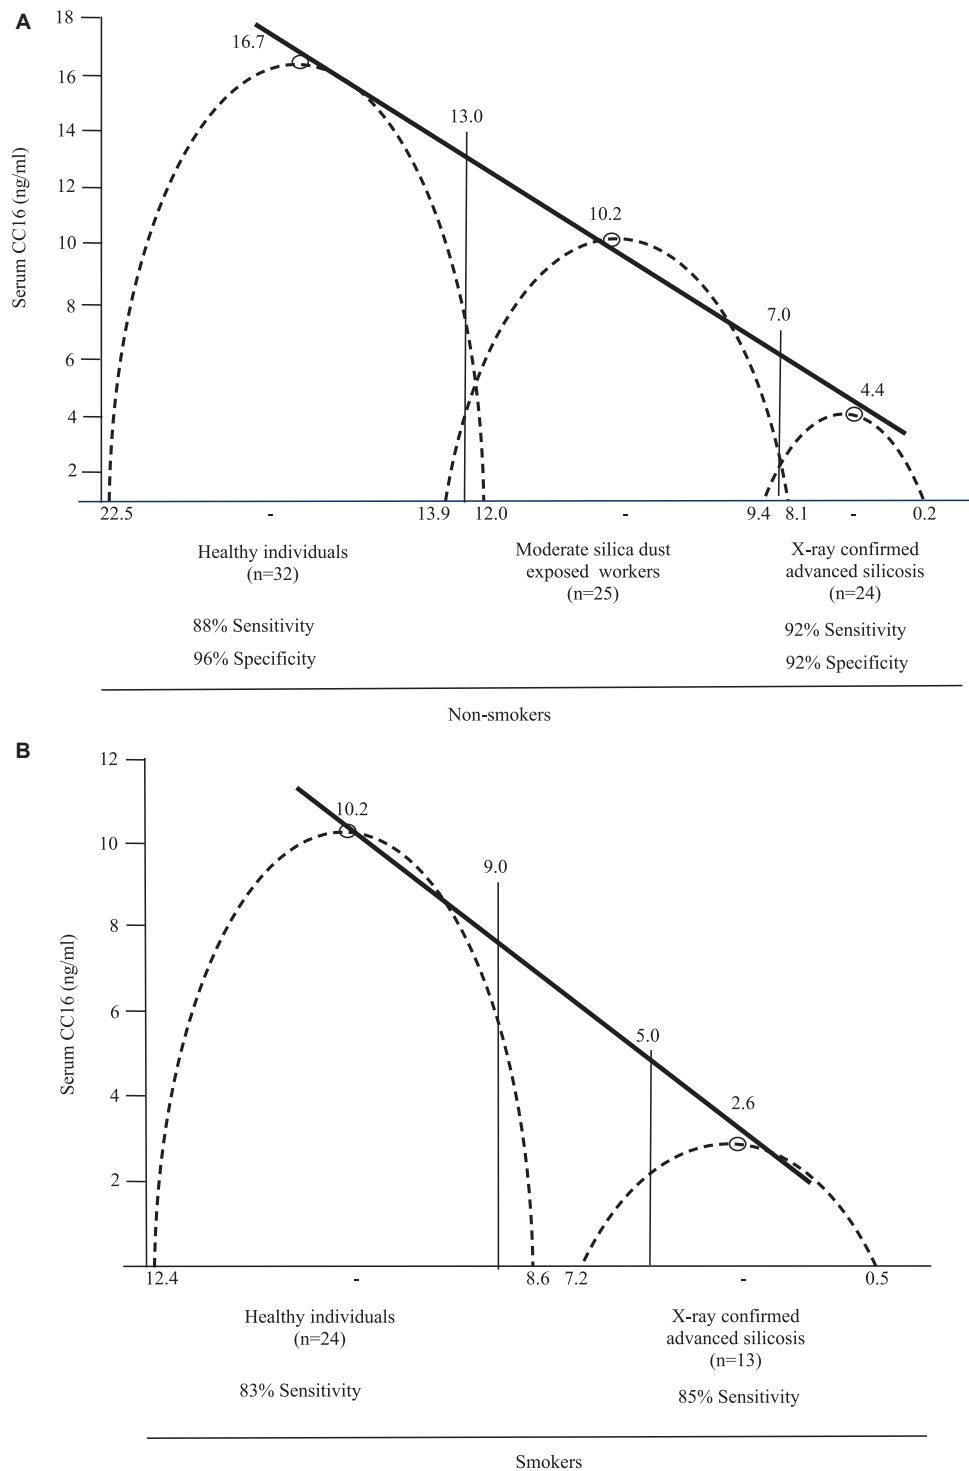 A
18
16
14
12
10
8
6
4
2
Serum CC16 (ng/ml)
16.7
13.0
10.2
7.0
4.4
22.5 - 13.9 12.0 - 9.4 8.1 - 0.2
Healthy individuals
(n=32)
88% Sensitivity
96% Specificity
Moderate silica dust
exposed workers
(n=25)
X-ray confirmed
advanced silicosis
(n=24)
92% Sensitivity
92% Specificity
Non-smokers
B
12
10
8
6
4
2
Serum CC16 (ng/ml)
10.2
9.0
5.0
2.6
12.4 - 8.6 7.2 - 0.5
Healthy individuals
(n=24)
83% Sensitivity
X-ray confirmed
advanced silicosis
(n=13)
85% Sensitivity
Smokers